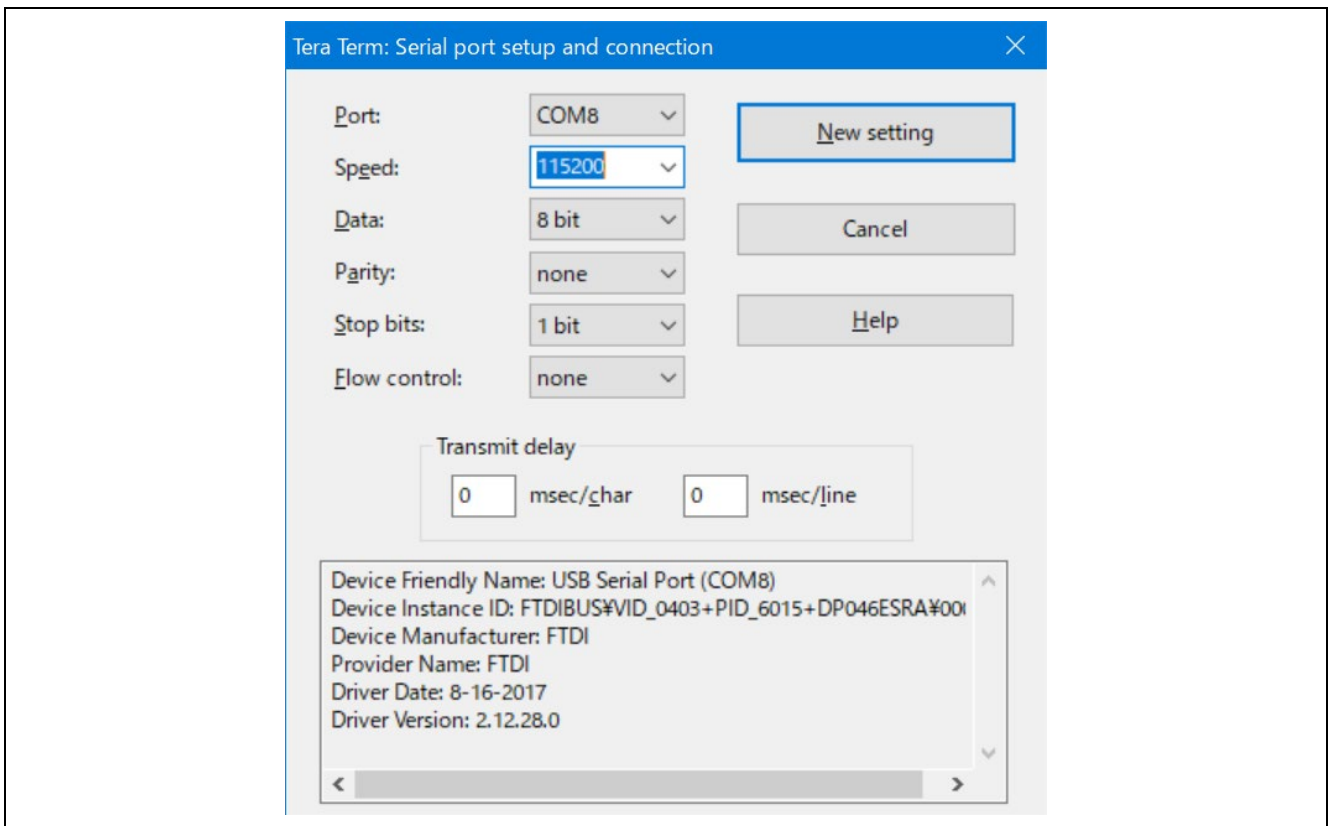 Tera Term: Serial port setup and connection
Port: COM8 New setting
Speed: 115200
Data: 8 bit Cancel
Parity: none
Stop bits: 1 bit Help
Flow control: none
Transmit delay
0 msec/char 0 msec/line
Device Friendly Name: USB Serial Port (COM8)
Device Instance ID: FTDIBUS¥VID_0403+PID_6015+DP046ESRA¥00
Device Manufacturer: FTDI
Provider Name: FTDI
Driver Date: 8-16-2017
Driver Version: 2.12.28.0